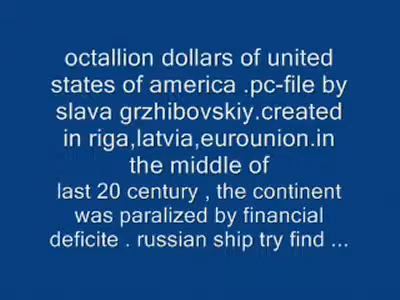 octallion dollars of united
states of america .pc-file by
slava grzhibovskiy.created
in riga,latvia,eurounion.in
the middle of
last 20 century , the continent
was paralized by financial
deficite . russian ship try find ...